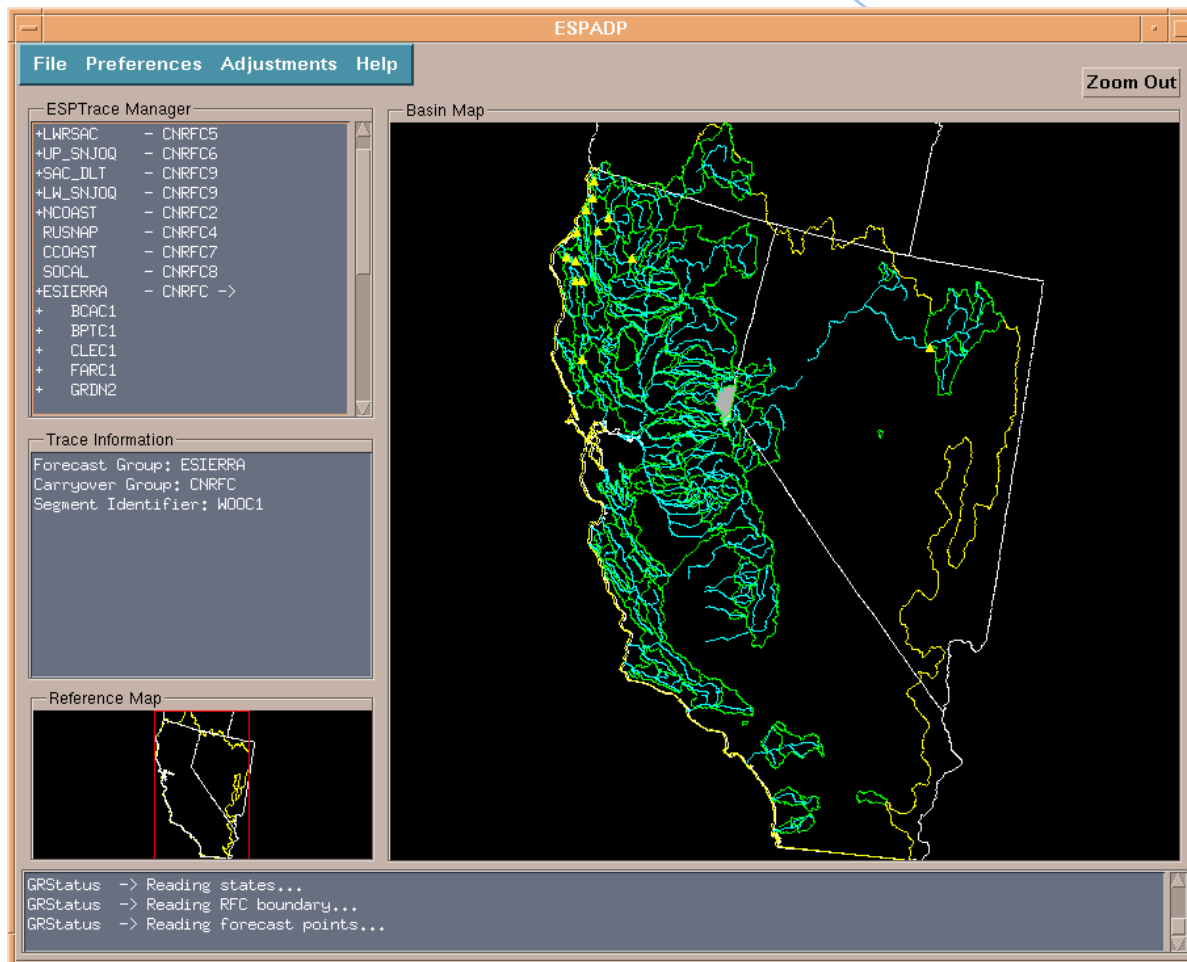 ESPADP
File Preferences Adjustments Help
Zoom Out
ESPTrace Manager
+LWRSAC - CNRFC5
+UP_SNJOQ - CNRFC6
+SAC_DLT - CNRFC9
+LW_SNJOQ - CNRFC9
+NCOAST - CNRFC2
RUSNAP - CNRFC4
CCOAST - CNRFC7
SOCAL - CNRFC8
+ESIERRA - CNRFC ->
+ BCAC1
+ BPTC1
+ CLEC1
+ FARC1
+ GRDN2
Trace Information
Forecast Group: ESIERRA
Carryover Group: CNRFC
Segment Identifier: WOOC1
Reference Map
Basin Map
GRStatus -> Reading states...
GRStatus -> Reading RFC boundary...
GRStatus -> Reading forecast points...